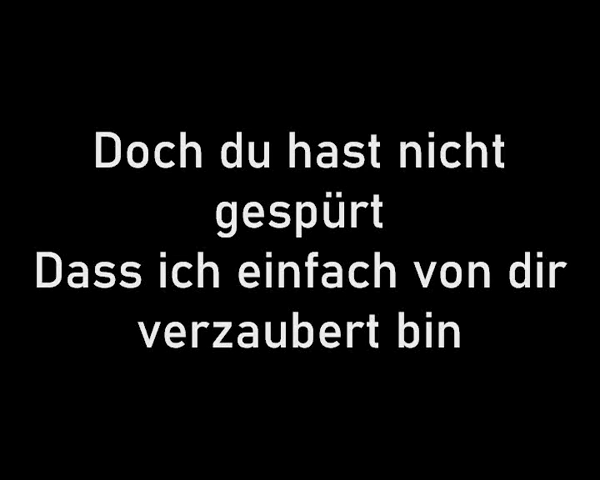 Doch du hast nicht
gespürt
Dass ich einfach von dir
verzaubert bin